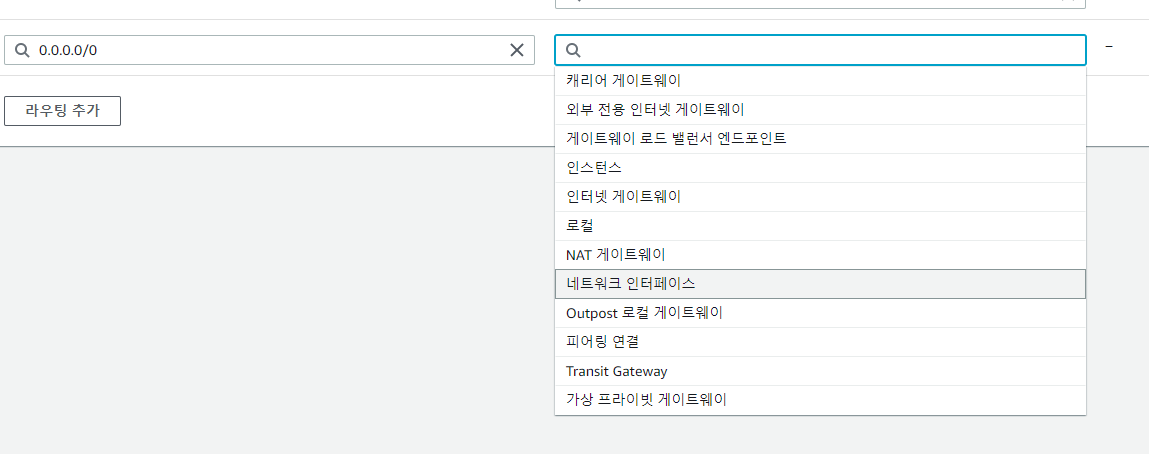 0.0.0.0/0
–
캐리어 게이트웨이
외부 전용 인터넷 게이트웨이
라우팅 추가
게이트웨이 로드 밸런서 엔드포인트
인스턴스
인터넷 게이트웨이
로컬
NAT 게이트웨이
네트워크 인터페이스
Outpost 로컬 게이트웨이
피어링 연결
Transit Gateway
가상 프라이빗 게이트웨이